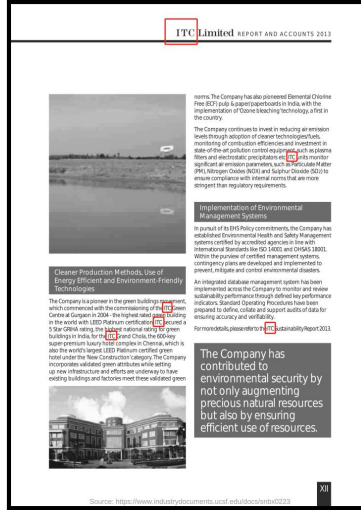 ITC Limited REPORT AND ACCOUNTS 2013
Cleaner Production Methods, Use of
Energy Efficient and Environment-Friendly
Technologies
The Company is a pioneer in the green buildings movement,
which commenced with the commissioning of the ITC Green
Centre at Gurgaon in 2004 - the highest rated green building
in the world with LEED Platinum certification. ITC secured a
5 Star GRIHA rating, the highest national rating for green
buildings in India, for the ITC Grand Chola, the 600-key
super-premium luxury hotel complex in Chennai, which is
also the world's largest LEED Platinum certified green
hotel under the 'New Construction' category. The Company
incorporates validated green attributes while setting
up new infrastructure and efforts are underway to have
existing buildings and factories meet these validated green
norms. The Company has also pioneered Elemental Chlorine
Free (ECF) pulp & paper/paperboards in India, with the
implementation of 'Ozone bleaching' technology, a first in
the country.
The Company continues to invest in reducing air emission
levels through adoption of cleaner technologies/fuels,
monitoring of combustion efficiencies and investment in
state-of-the-art pollution control equipment, such as plasma
filters and electrostatic precipitators etc. ITC units monitor
significant air emission parameters, such as Particulate Matter
(PM), Nitrogen Oxides (NOX) and Sulphur Dioxide (SO₂) to
ensure compliance with internal norms that are more
stringent than regulatory requirements.
Implementation of Environmental
Management Systems
In pursuit of its EHS Policy commitments, the Company has
established Environmental Health and Safety Management
systems certified by accredited agencies in line with
International Standards like ISO 14001 and OHSAS 18001.
Within the purview of certified management systems,
contingency plans are developed and implemented to
prevent, mitigate and control environmental disasters.
An integrated database management system has been
implemented across the Company to monitor and review
sustainability performance through defined key performance
indicators. Standard Operating Procedures have been
prepared to define, collate and support audits of data for
ensuring accuracy and verifiability.
For more details, please refer to the ITC Sustainability Report 2013.
The Company has
contributed to
environmental security by
not only augmenting
precious natural resources
but also by ensuring
efficient use of resources.
XII
Source: https://www.industrydocuments.ucsf.edu/docs/snbx0223